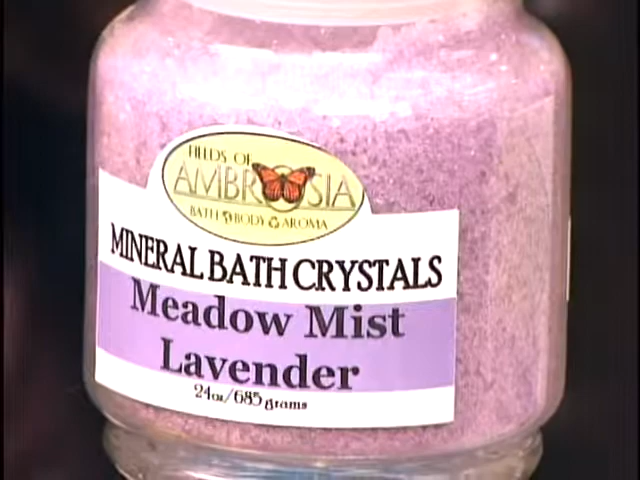 FIELDS OF
AMBROSIA
BATH BODY AROMA
MINERAL BATH CRYSTALS
Meadow Mist
Lavender
24oz/685 grams